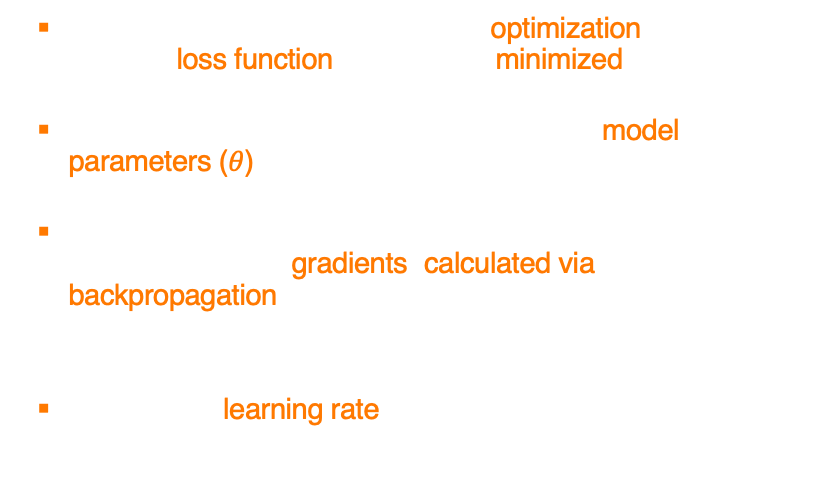 optimization
loss function minimized
model
parameters (θ)
gradients calculated via
backpropagation
learning rate